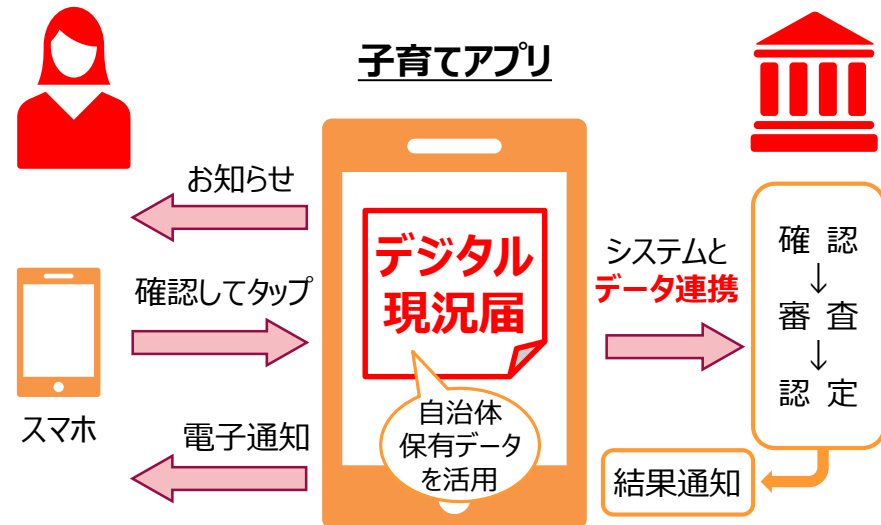 子育てアプリ
お知らせ
確認してタップ
スマホ
電子通知
デジタル
現況届
自治体
保有データ
を活用
システムと
データ連携
確 認
↓
審 査
↓
認 定
結果通知